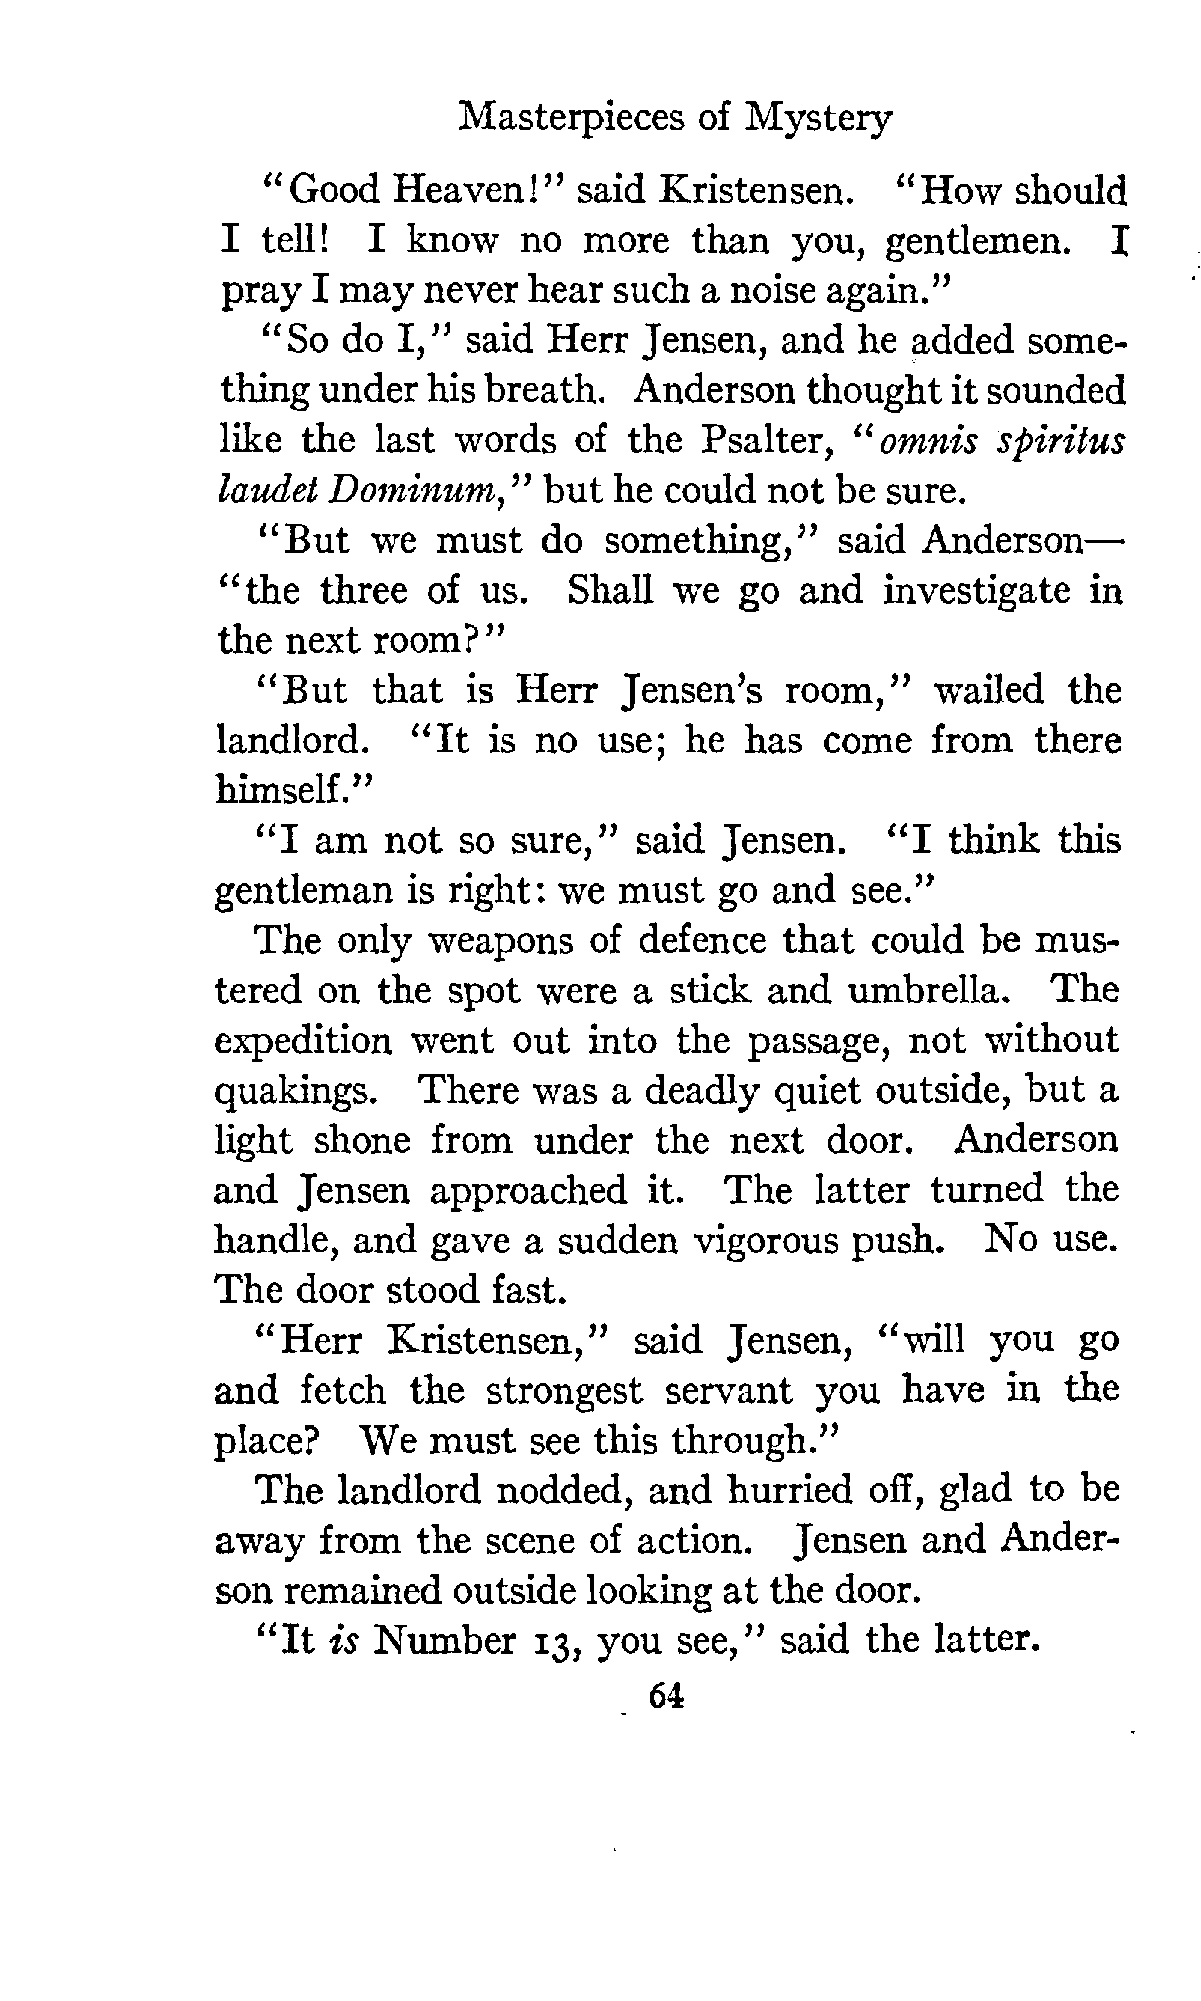 Masterpieces of Mystery
"Good Heaven!" said Kristensen. "How should
I tell! I know no more than you, gentlemen. I
pray I may never hear such a noise again."
"So do I," said Herr Jensen, and he added some-
thing under his breath. Anderson thought it sounded
like the last words of the Psalter, "omnis spiritus
laudet Dominum," but he could not be sure.
"But we must do something," said Anderson—
"the three of us. Shall we go and investigate in
the next room?"
"But that is Herr Jensen's room," wailed the
landlord. "It is no use; he has come from there
himself."
"I am not so sure," said Jensen. "I think this
gentleman is right: we must go and see."
The only weapons of defence that could be mus-
tered on the spot were a stick and umbrella. The
expedition went out into the passage, not without
quakings. There was a deadly quiet outside, but a
light shone from under the next door. Anderson
and Jensen approached it. The latter turned the
handle, and gave a sudden vigorous push. No use.
The door stood fast.
"Herr Kristensen," said Jensen, "will you go
and fetch the strongest servant you have in the
place? We must see this through."
The landlord nodded, and hurried off, glad to be
away from the scene of action. Jensen and Ander-
son remained outside looking at the door.
"It is Number 13, you see," said the latter.
64